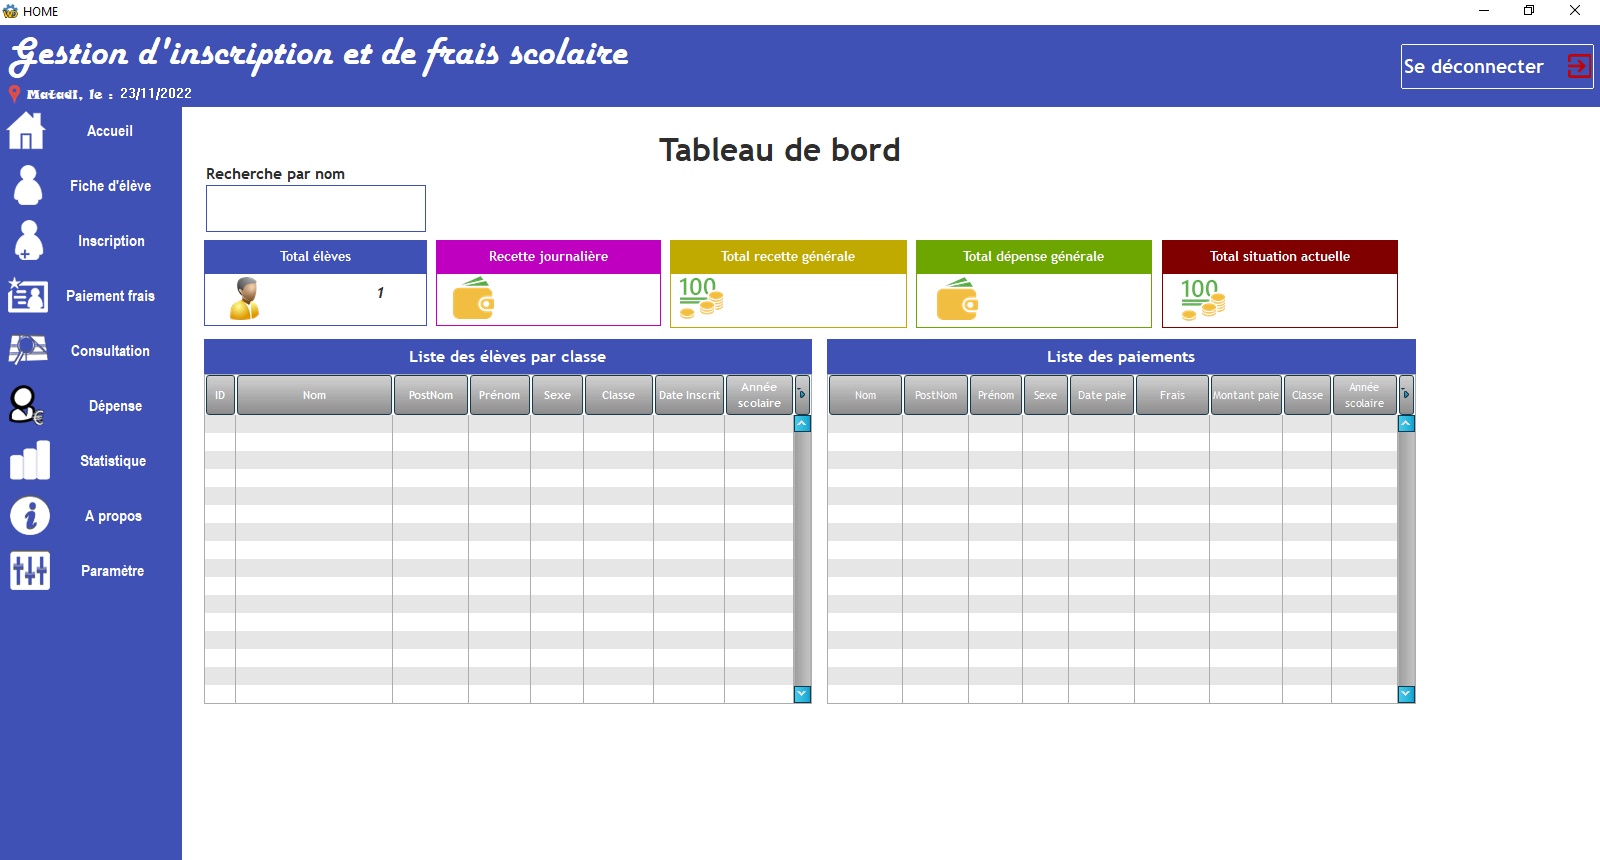 HOME
Gestion d'inscription et de frais scolaire
Se déconnecter
Matadi, le : 23/11/2022
Accueil
Fiche d'élève
Inscription
Paiement frais
Consultation
Dépense
Statistique
A propos
Paramètre
Tableau de bord
Recherche par nom
Total élèves
1
Recette journalière
Total recette générale
100
Total dépense générale
Total situation actuelle
100
Liste des élèves par classe
ID Nom PostNom Prénom Sexe Classe Date Inscrit Année scolaire
Liste des paiements
Nom PostNom Prénom Sexe Date paie Frais Montant paie Classe Année scolaire